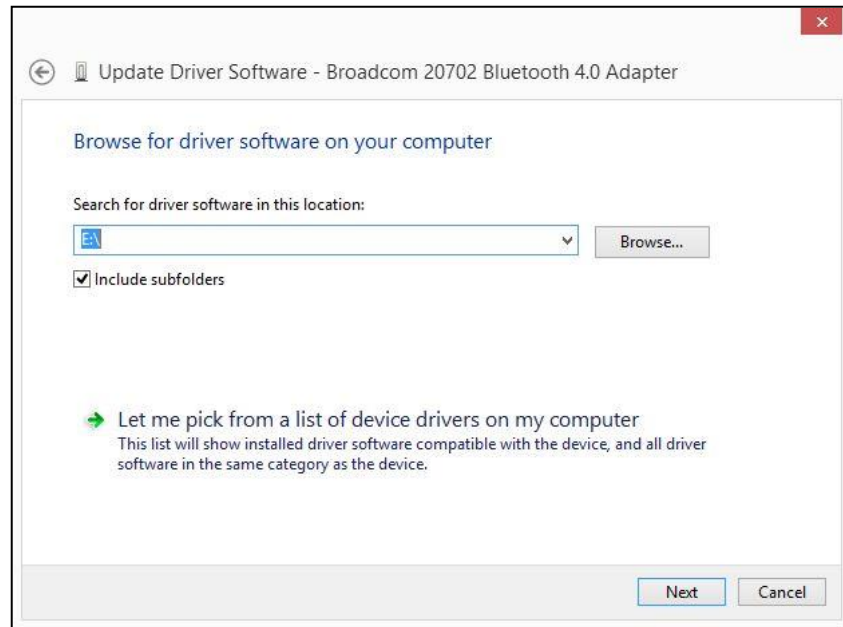 Update Driver Software - Broadcom 20702 Bluetooth 4.0 Adapter
Browse for driver software on your computer
Search for driver software in this location:
E:\
Browse...
Include subfolders
Let me pick from a list of device drivers on my computer
This list will show installed driver software compatible with the device, and all driver
software in the same category as the device.
Next
Cancel